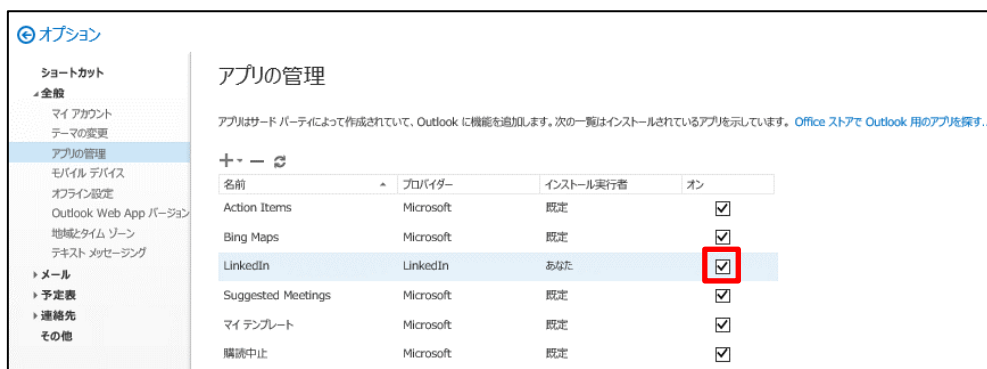 オプション
ショートカット
全般
マイ アカウント
テーマの変更
アプリの管理
モバイル デバイス
オフライン設定
Outlook Web App バージョン
地域とタイム ゾーン
テキスト メッセージング
メール
予定表
連絡先
その他
アプリの管理
アプリはサード パーティによって作成されていて、Outlook に機能を追加します。次の一覧はインストールされているアプリを示しています。 Office ストアで Outlook 用のアプリを探す...
名前 プロバイダー インストール実行者 オン
Action Items Microsoft 既定
Bing Maps Microsoft 既定
LinkedIn LinkedIn あなた
Suggested Meetings Microsoft 既定
マイ テンプレート Microsoft 既定
購読中止 Microsoft 既定